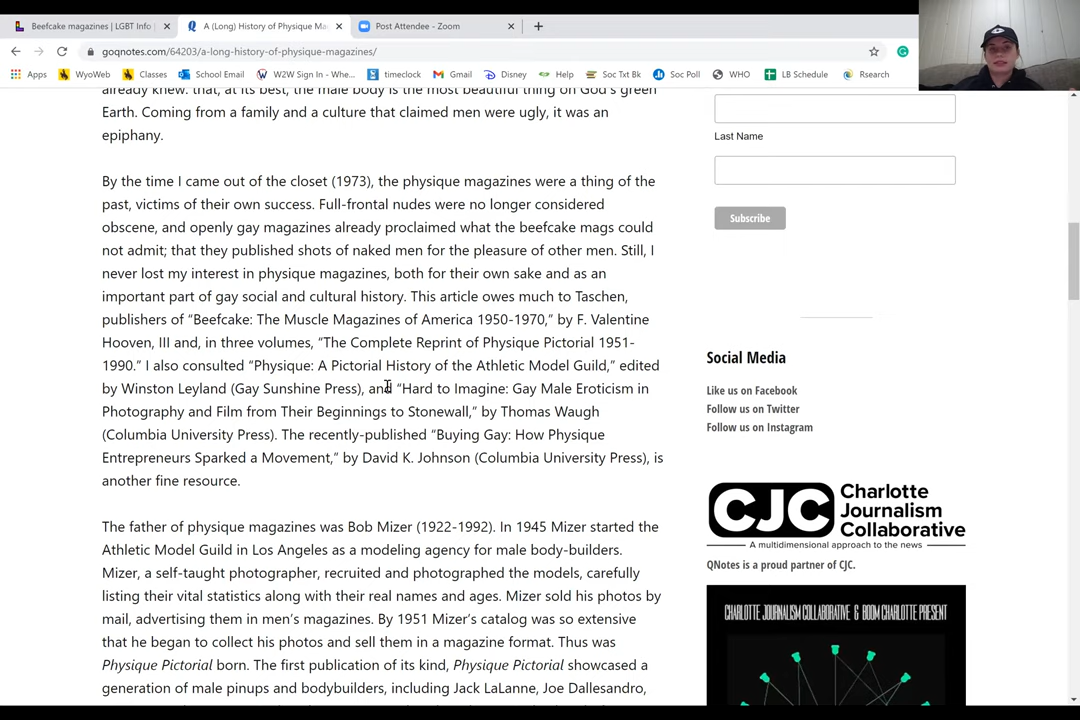 Beefcake magazines | LGBT Info
A (Long) History of Physique Ma
Post Attendee - Zoom
goqnotes.com/64203/a-long-history-of-physique-magazines/
Apps
WyoWeb
Classes
School Email
W2W Sign In - Whe...
timeclock
Gmail
Disney
Help
Soc Txt Bk
Soc Poll
WHO
LB Schedule
Rsearch
already knew: that, at its best, the male body is the most beautiful thing on God's green
Earth. Coming from a family and a culture that claimed men were ugly, it was an
epiphany.
By the time I came out of the closet (1973), the physique magazines were a thing of the
past, victims of their own success. Full-frontal nudes were no longer considered
obscene, and openly gay magazines already proclaimed what the beefcake mags could
not admit; that they published shots of naked men for the pleasure of other men. Still, I
never lost my interest in physique magazines, both for their own sake and as an
important part of gay social and cultural history. This article owes much to Taschen,
publishers of “Beefcake: The Muscle Magazines of America 1950-1970,” by F. Valentine
Hooven, III and, in three volumes, “The Complete Reprint of Physique Pictorial 1951-
1990.” I also consulted “Physique: A Pictorial History of the Athletic Model Guild,” edited
by Winston Leyland (Gay Sunshine Press), and “Hard to Imagine: Gay Male Eroticism in
Photography and Film from Their Beginnings to Stonewall,” by Thomas Waugh
(Columbia University Press). The recently-published “Buying Gay: How Physique
Entrepreneurs Sparked a Movement,” by David K. Johnson (Columbia University Press), is
another fine resource.
The father of physique magazines was Bob Mizer (1922-1992). In 1945 Mizer started the
Athletic Model Guild in Los Angeles as a modeling agency for male body-builders.
Mizer, a self-taught photographer, recruited and photographed the models, carefully
listing their vital statistics along with their real names and ages. Mizer sold his photos by
mail, advertising them in men’s magazines. By 1951 Mizer’s catalog was so extensive
that he began to collect his photos and sell them in a magazine format. Thus was
Physique Pictorial born. The first publication of its kind, Physique Pictorial showcased a
generation of male pinups and bodybuilders, including Jack LaLanne, Joe Dallesandro,
Last Name
Subscribe
Social Media
Like us on Facebook
Follow us on Twitter
Follow us on Instagram
CJC
Charlotte
Journalism
Collaborative
A multidimensional approach to the news
QNotes is a proud partner of CJC.
CHARLOTTE JOURNALISM COLLABORATIVE & BOOM CHARLOTTE PRESENT